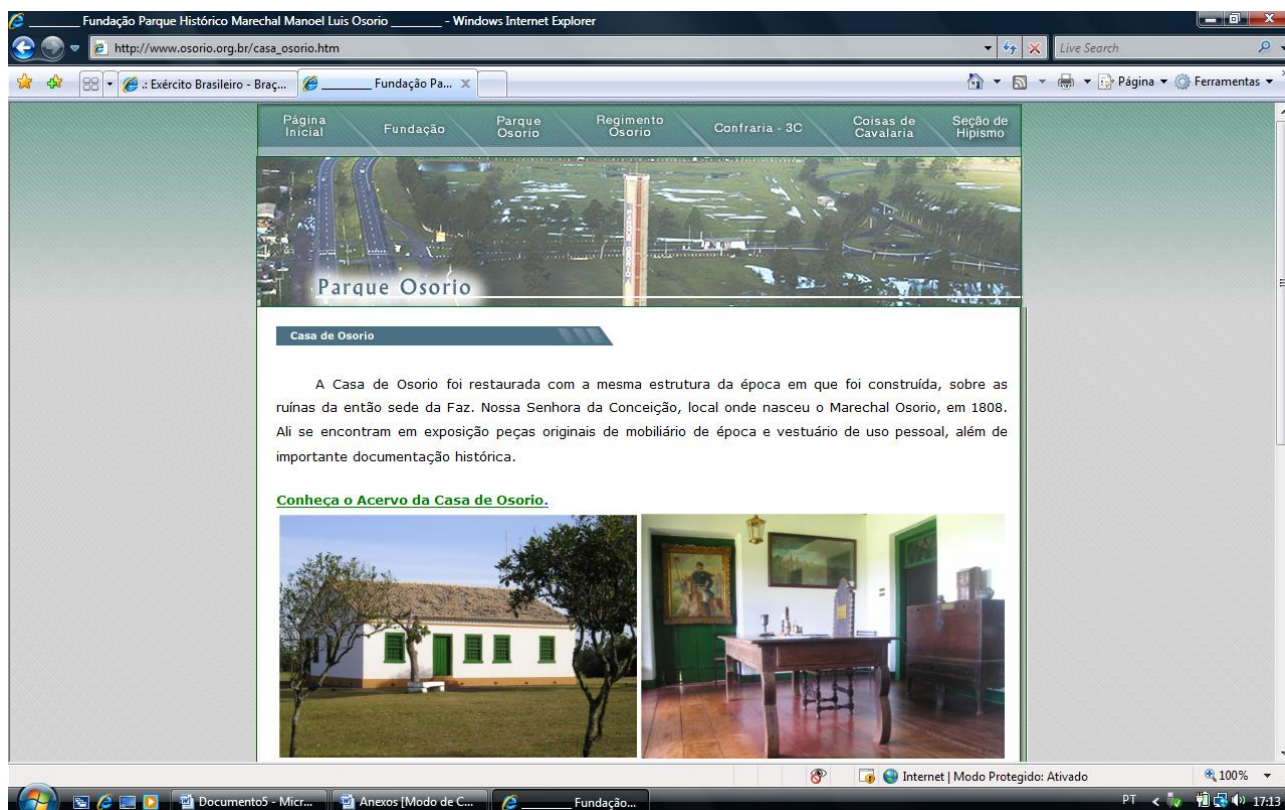 ________ Fundação Parque Histórico Marechal Manoel Luis Osorio ________ - Windows Internet Explorer
http://www.osorio.org.br/casa_osorio.htm
Live Search
.: Exército Brasileiro - Braç...
________ Fundação Pa...
Página
Ferramentas
Página Inicial
Fundação
Parque Osorio
Regimento Osorio
Confraria - 3C
Coisas de Cavalaria
Seção de Hipismo
Parque Osorio
Casa de Osorio
A Casa de Osorio foi restaurada com a mesma estrutura da época em que foi construída, sobre as
ruínas da então sede da Faz. Nossa Senhora da Conceição, local onde nasceu o Marechal Osorio, em 1808.
Ali se encontram em exposição peças originais de mobiliário de época e vestuário de uso pessoal, além de
importante documentação histórica.
Conheça o Acervo da Casa de Osorio.
Internet | Modo Protegido: Ativado
100%
Documento5 - Micr...
Anexos [Modo de C...
________ Fundação...
PT
17:13